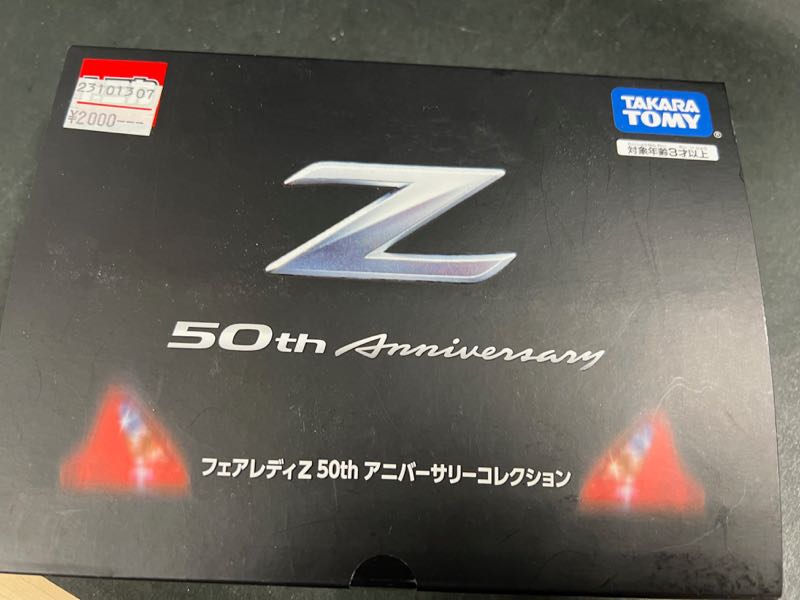 23101307
¥2000---
TAKARA
TOMY
®
対象年齢3才以上
Z
50th Anniversary
フェアレディZ 50th アニバーサリーコレクション